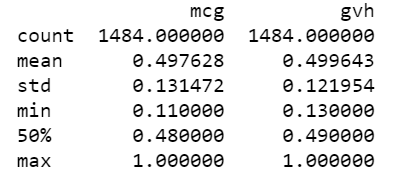 mcg gvh
count 1484.000000 1484.000000
mean 0.497628 0.499643
std 0.131472 0.121954
min 0.110000 0.130000
50% 0.480000 0.490000
max 1.000000 1.000000